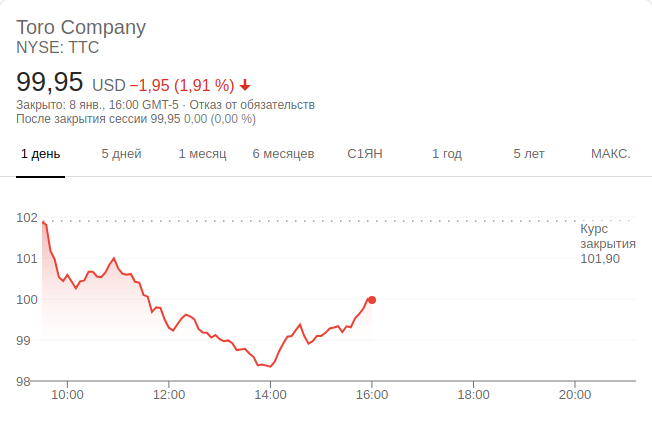 Toro Company
NYSE: TTC
99,95 USD −1,95 (1,91 %)
Закрыто: 8 янв., 16:00 GMT-5 · Отказ от обязательств
После закрытия сессии 99,95 0,00 (0,00 %)
1 день 5 дней 1 месяц 6 месяцев С1ЯН 1 год 5 лет МАКС.
102
Курс
закрытия
101,90
101
100
99
98
10:00 12:00 14:00 16:00 18:00 20:00